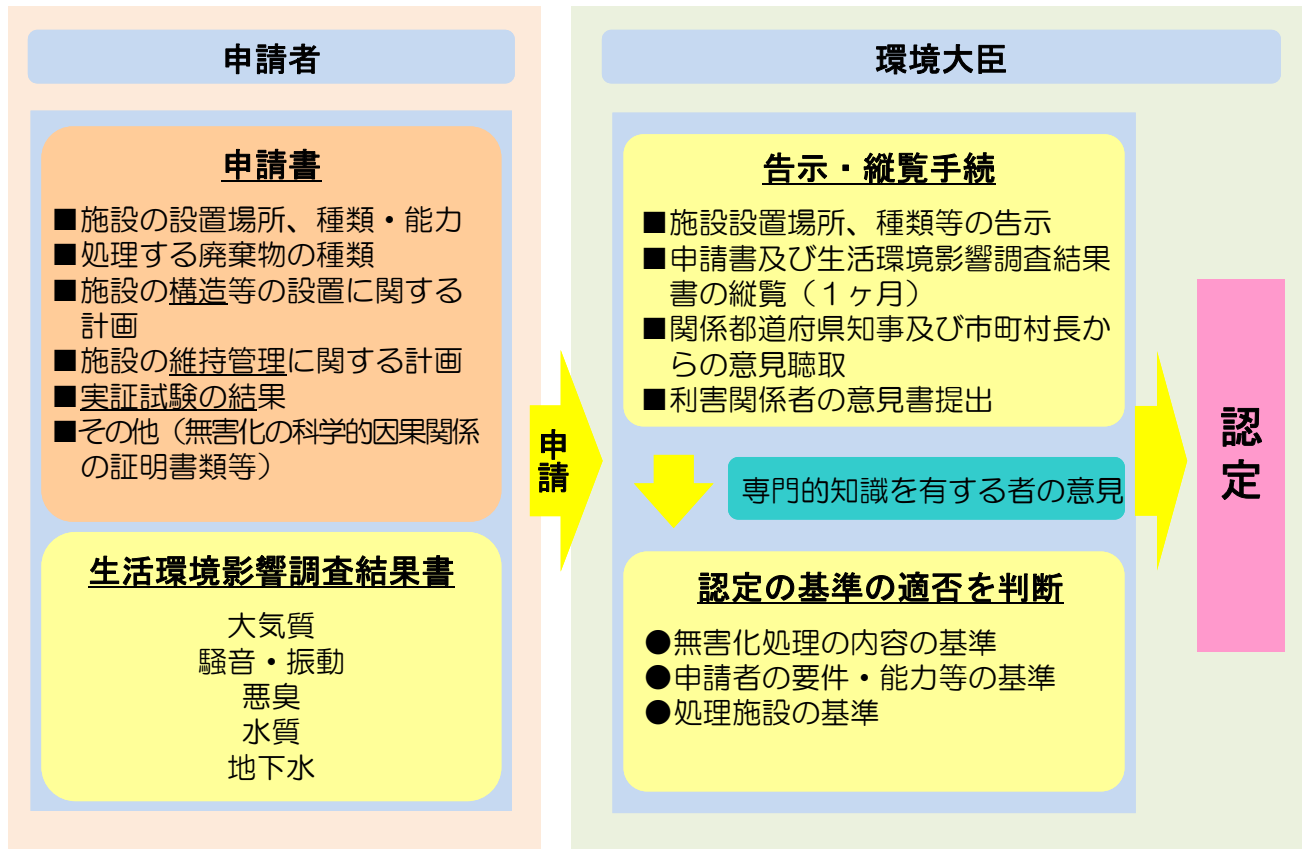 申請者
申請書
■施設の設置場所、種類・能力
■処理する廃棄物の種類
■施設の構造等の設置に関する
計画
■施設の維持管理に関する計画
■実証試験の結果
■その他（無害化の科学的因果関係
の証明書類等）
生活環境影響調査結果書
大気質
騒音・振動
悪臭
水質
地下水
申請
環境大臣
告示・縦覧手続
■施設設置場所、種類等の告示
■申請書及び生活環境影響調査結果
書の縦覧（１ヶ月）
■関係都道府県知事及び市町村長か
らの意見聴取
■利害関係者の意見書提出
専門的知識を有する者の意見
認定の基準の適否を判断
●無害化処理の内容の基準
●申請者の要件・能力等の基準
●処理施設の基準
認定